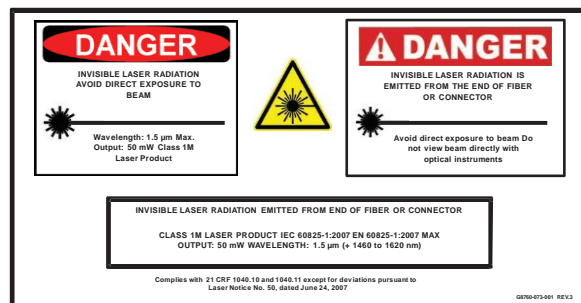 DANGER
INVISIBLE LASER RADIATION
AVOID DIRECT EXPOSURE TO
BEAM
Wavelength: 1.5 µm Max.
Output: 50 mW Class 1M
Laser Product
DANGER
INVISIBLE LASER RADIATION IS
EMITTED FROM THE END OF FIBER
OR CONNECTOR
Avoid direct exposure to beam Do
not view beam directly with
optical instruments
INVISIBLE LASER RADIATION EMITTED FROM END OF FIBER OR CONNECTOR
CLASS 1M LASER PRODUCT IEC 60825-1:2007 EN 60825-1:2007 MAX
OUTPUT: 50 mW WAVELENGTH: 1.5 µm (+ 1460 to 1620 nm)
Complies with 21 CRF 1040.10 and 1040.11 except for deviations pursuant to
Laser Notice No. 50, dated June 24, 2007
G8760-073-001 REV.3